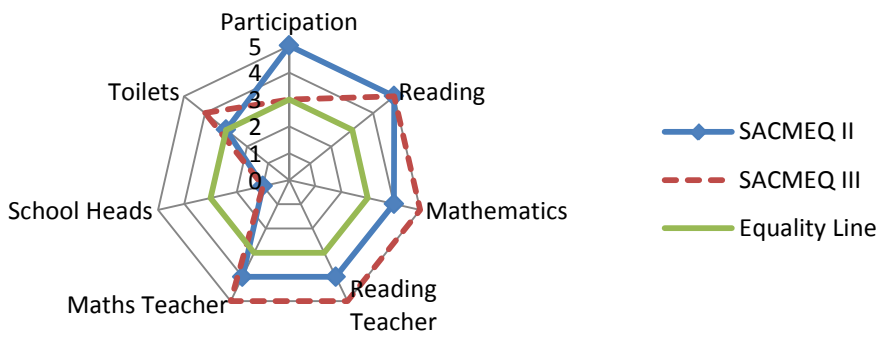 Participation
5
4
3
2
1
0
Toilets
Reading
School Heads
Mathematics
Maths Teacher
Reading
Teacher
SACMEQ II
SACMEQ III
Equality Line